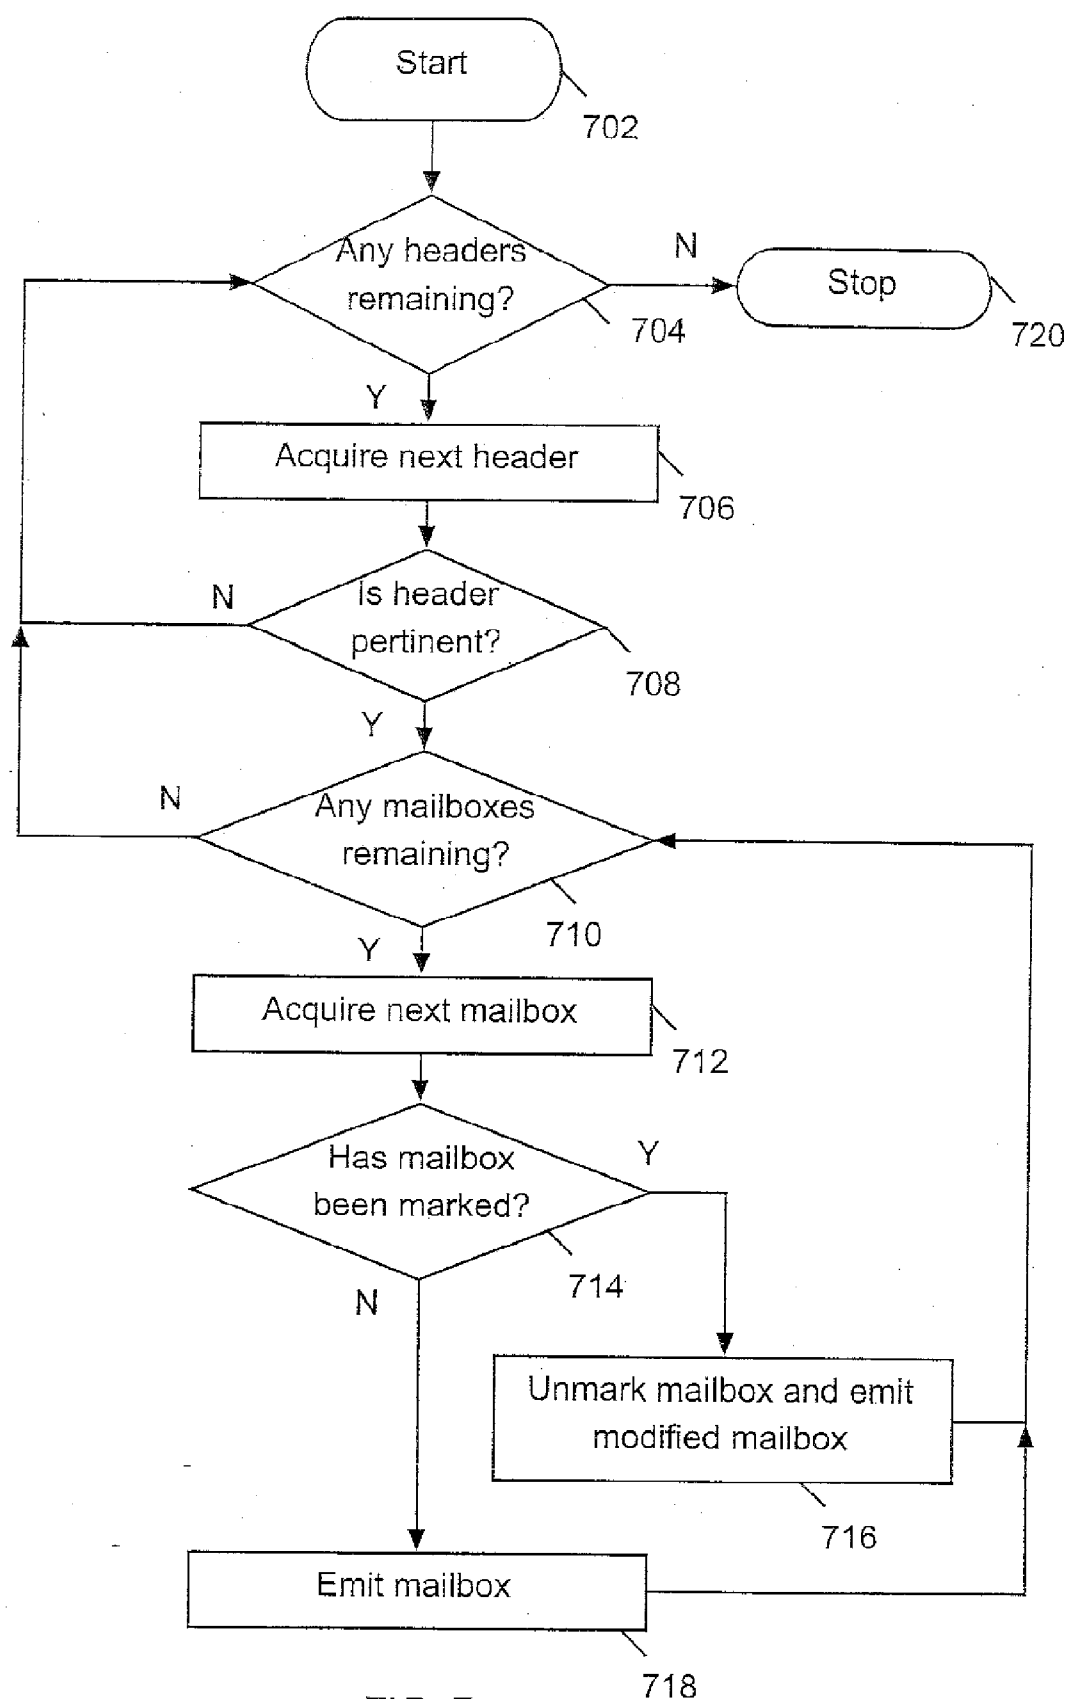 Start
702
Any headers
remaining?
704
N
Stop
720
Y
Acquire next header
706
Is header
pertinent?
N
708
Y
Any mailboxes
remaining?
N
710
Y
Acquire next mailbox
712
Has mailbox
been marked?
Y
714
N
Unmark mailbox and emit
modified mailbox
716
Emit mailbox
718